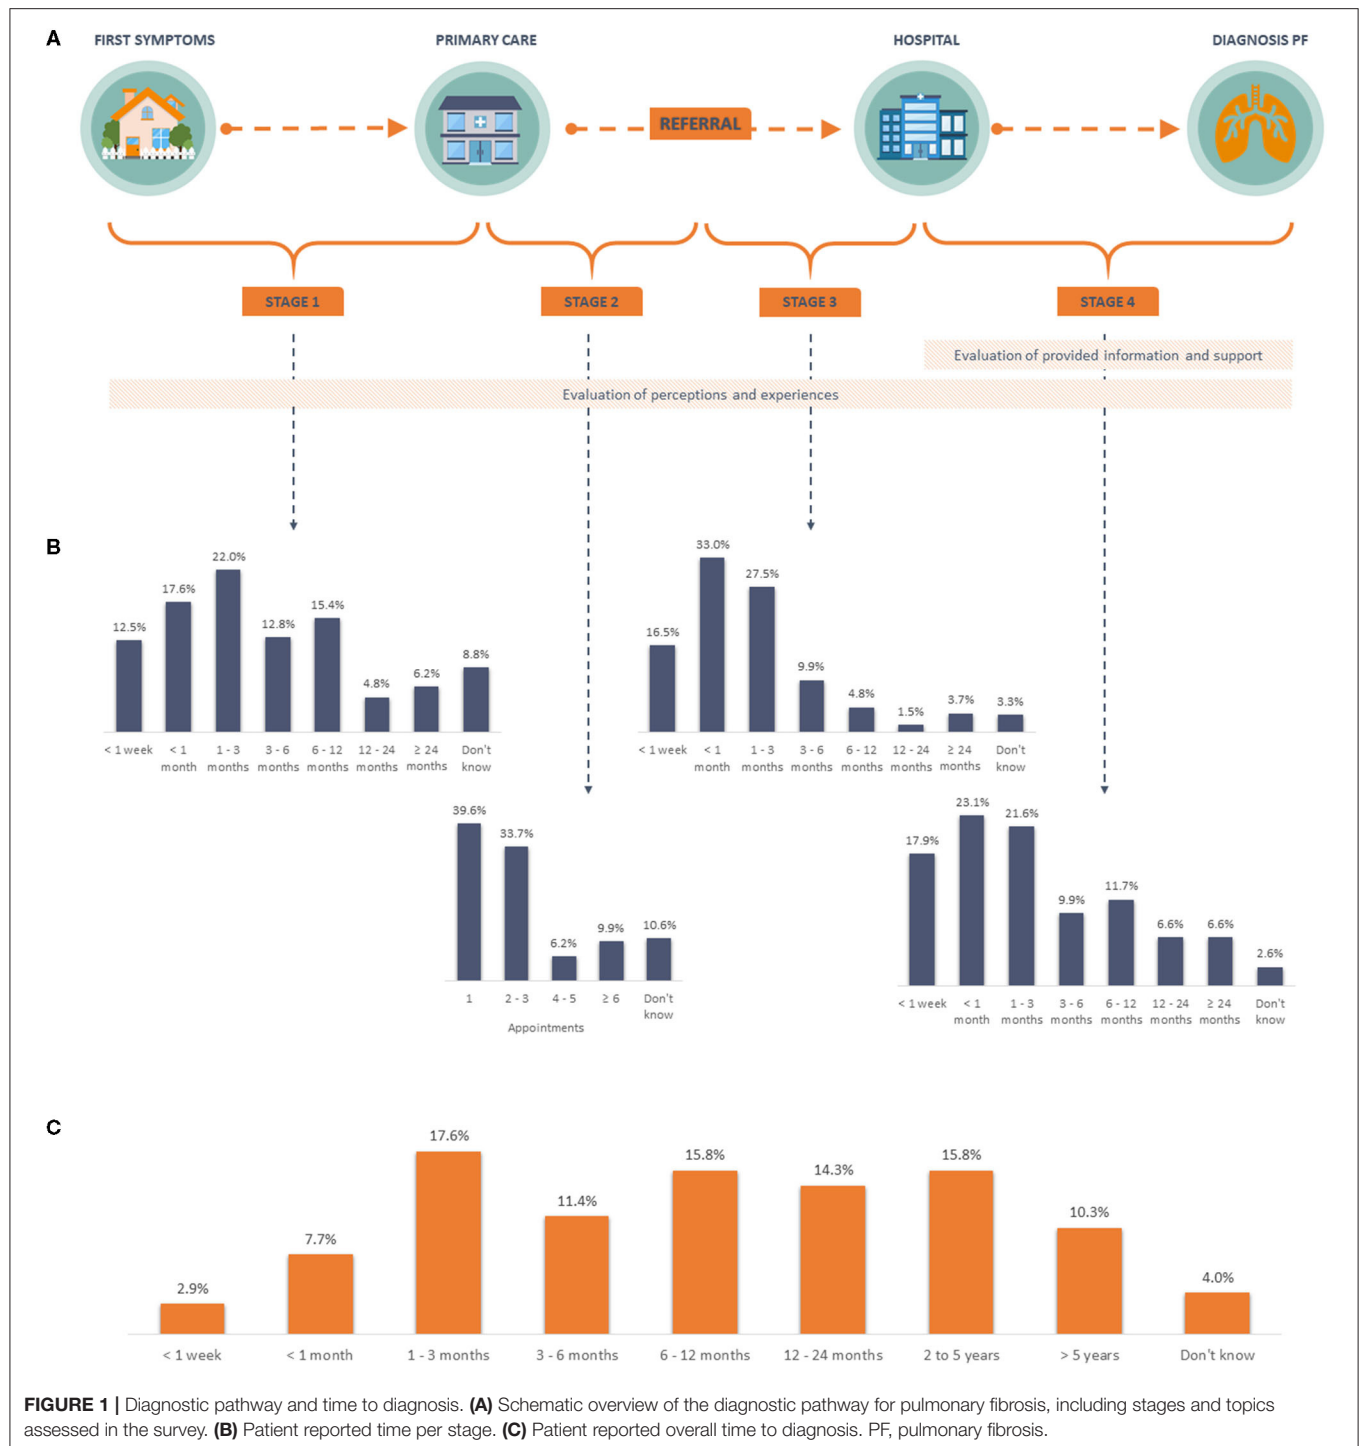 A
FIRST SYMPTOMS
PRIMARY CARE
HOSPITAL
DIAGNOSIS PF
REFERRAL
STAGE 1
STAGE 2
STAGE 3
STAGE 4
Evaluation of provided information and support
Evaluation of perceptions and experiences
B
12.5%
17.6%
22.0%
12.8%
15.4%
4.8%
6.2%
8.8%
< 1 week
< 1
month
1 - 3
months
3 - 6
months
6 - 12
months
12 - 24
months
≥ 24
months
Don't
know
16.5%
33.0%
27.5%
9.9%
4.8%
1.5%
3.7%
3.3%
< 1 week
< 1
month
1 - 3
months
3 - 6
months
6 - 12
months
12 - 24
months
≥ 24
months
Don't
know
39.6%
33.7%
6.2%
9.9%
10.6%
1
2 - 3
4 - 5
≥ 6
Don't
know
Appointments
17.9%
23.1%
21.6%
9.9%
11.7%
6.6%
6.6%
2.6%
< 1 week
< 1
month
1 - 3
months
3 - 6
months
6 - 12
months
12 - 24
months
≥ 24
months
Don't
know
C
2.9%
7.7%
17.6%
11.4%
15.8%
14.3%
15.8%
10.3%
4.0%
< 1 week
< 1 month
1 - 3 months
3 - 6 months
6 - 12 months
12 - 24 months
2 to 5 years
> 5 years
Don't know
FIGURE 1 | Diagnostic pathway and time to diagnosis. (A) Schematic overview of the diagnostic pathway for pulmonary fibrosis, including stages and topics
assessed in the survey. (B) Patient reported time per stage. (C) Patient reported overall time to diagnosis. PF, pulmonary fibrosis.